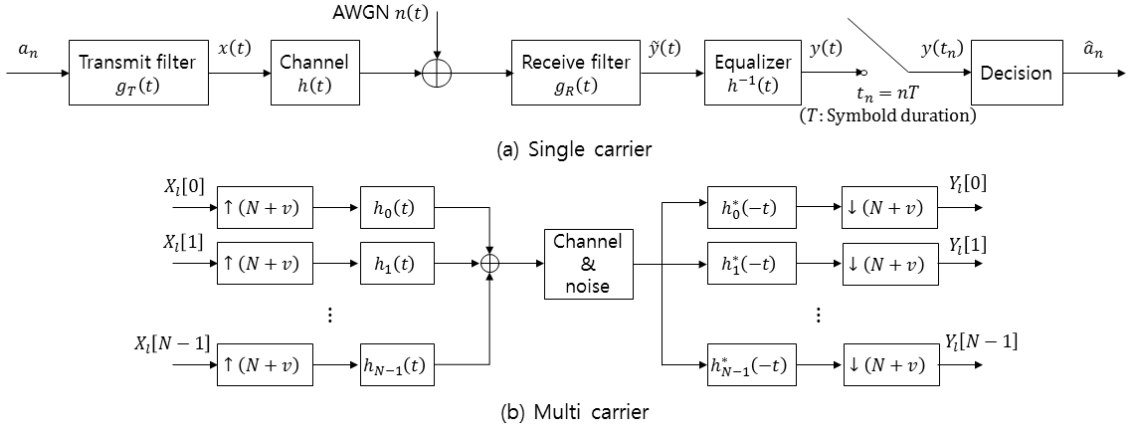 AWGN n(t)
a_n
Transmit filter
g_T(t)
x(t)
Channel
h(t)
Receive filter
g_R(t)
ỹ(t)
Equalizer
h^{-1}(t)
y(t)
t_n = nT
(T: Symbold duration)
y(t_n)
Decision
â_n
(a) Single carrier
X_l[0]
↑ (N + v)
h_0(t)
h_0^*(−t)
↓ (N + v)
Y_l[0]
X_l[1]
↑ (N + v)
h_1(t)
Channel
&
noise
h_1^*(−t)
↓ (N + v)
Y_l[1]
⋮
⋮
X_l[N − 1]
↑ (N + v)
h_{N−1}(t)
h_{N−1}^*(−t)
↓ (N + v)
Y_l[N − 1]
(b) Multi carrier